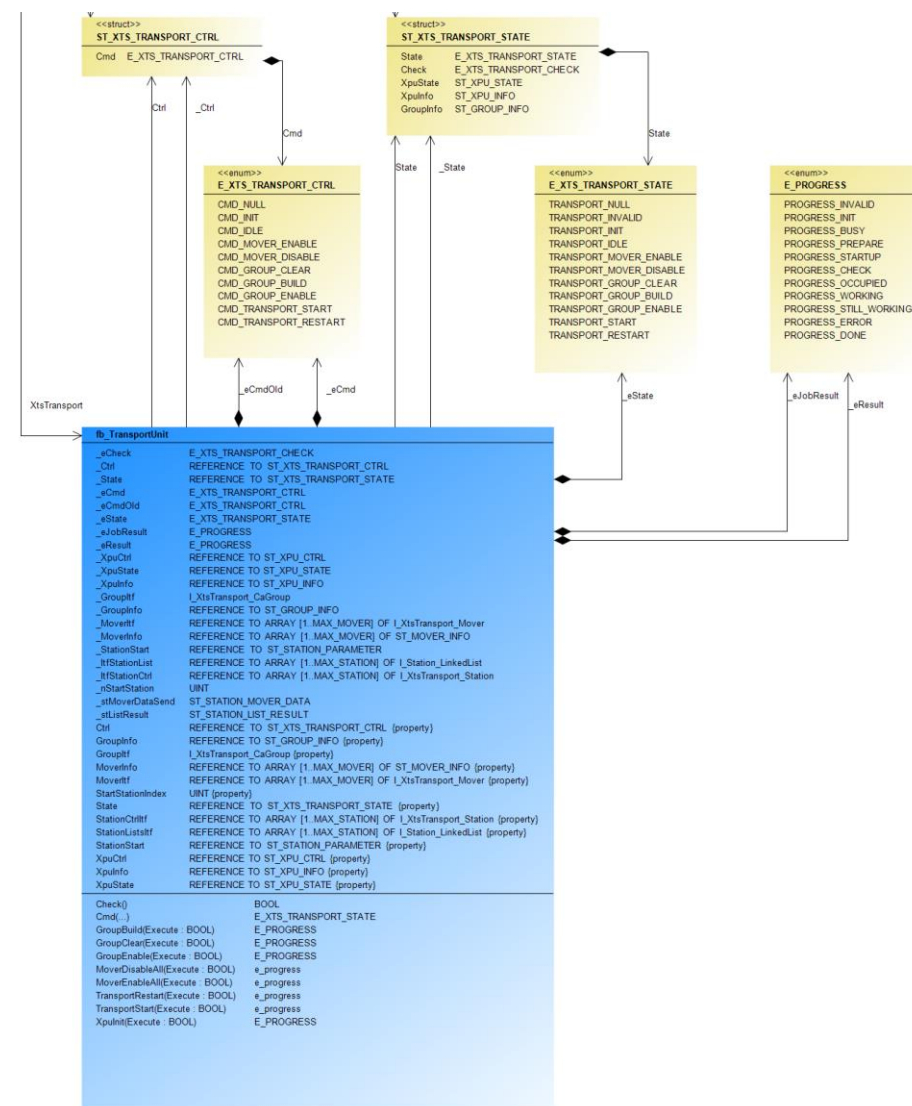 <<struct>>
ST_XTS_TRANSPORT_CTRL
Cmd E_XTS_TRANSPORT_CTRL
<<struct>>
ST_XTS_TRANSPORT_STATE
State E_XTS_TRANSPORT_STATE
Check E_XTS_TRANSPORT_CHECK
XpuState ST_XPU_STATE
XpuInfo ST_XPU_INFO
GroupInfo ST_GROUP_INFO
Ctrl
_Ctrl
Cmd
State
_State
State
<<enum>>
E_XTS_TRANSPORT_CTRL
CMD_NULL
CMD_INIT
CMD_IDLE
CMD_MOVER_ENABLE
CMD_MOVER_DISABLE
CMD_GROUP_CLEAR
CMD_GROUP_BUILD
CMD_GROUP_ENABLE
CMD_TRANSPORT_START
CMD_TRANSPORT_RESTART
<<enum>>
E_XTS_TRANSPORT_STATE
TRANSPORT_NULL
TRANSPORT_INVALID
TRANSPORT_INIT
TRANSPORT_IDLE
TRANSPORT_MOVER_ENABLE
TRANSPORT_MOVER_DISABLE
TRANSPORT_GROUP_CLEAR
TRANSPORT_GROUP_BUILD
TRANSPORT_GROUP_ENABLE
TRANSPORT_START
TRANSPORT_RESTART
<<enum>>
E_PROGRESS
PROGRESS_INVALID
PROGRESS_INIT
PROGRESS_BUSY
PROGRESS_PREPARE
PROGRESS_STARTUP
PROGRESS_CHECK
PROGRESS_OCCUPIED
PROGRESS_WORKING
PROGRESS_STILL_WORKING
PROGRESS_ERROR
PROGRESS_DONE
_eCmdOld
_eCmd
_eState
_eJobResult
_eResult
XtsTransport
fb_TransportUnit
_eCheck E_XTS_TRANSPORT_CHECK
_Ctrl REFERENCE TO ST_XTS_TRANSPORT_CTRL
_State REFERENCE TO ST_XTS_TRANSPORT_STATE
_eCmd E_XTS_TRANSPORT_CTRL
_eCmdOld E_XTS_TRANSPORT_CTRL
_eState E_XTS_TRANSPORT_STATE
_eJobResult E_PROGRESS
_eResult E_PROGRESS
_XpuCtrl REFERENCE TO ST_XPU_CTRL
_XpuState REFERENCE TO ST_XPU_STATE
_XpuInfo REFERENCE TO ST_XPU_INFO
_GroupItf I_XtsTransport_CaGroup
_GroupInfo REFERENCE TO ST_GROUP_INFO
_MoverItf REFERENCE TO ARRAY [1..MAX_MOVER] OF I_XtsTransport_Mover
_MoverInfo REFERENCE TO ARRAY [1..MAX_MOVER] OF ST_MOVER_INFO
_StationStart REFERENCE TO ST_STATION_PARAMETER
_ItfStationList REFERENCE TO ARRAY [1..MAX_STATION] OF I_Station_LinkedList
_ItfStationCtrl REFERENCE TO ARRAY [1..MAX_STATION] OF I_XtsTransport_Station
_nStartStation UINT
_stMoverDataSend ST_STATION_MOVER_DATA
_stListResult ST_STATION_LIST_RESULT
Ctrl REFERENCE TO ST_XTS_TRANSPORT_CTRL {property}
GroupInfo REFERENCE TO ST_GROUP_INFO {property}
GroupItf I_XtsTransport_CaGroup {property}
MoverInfo REFERENCE TO ARRAY [1..MAX_MOVER] OF ST_MOVER_INFO {property}
MoverItf REFERENCE TO ARRAY [1..MAX_MOVER] OF I_XtsTransport_Mover {property}
StartStationIndex UINT {property}
State REFERENCE TO ST_XTS_TRANSPORT_STATE {property}
StationCtrlItf REFERENCE TO ARRAY [1..MAX_STATION] OF I_XtsTransport_Station {property}
StationListsItf REFERENCE TO ARRAY [1..MAX_STATION] OF I_Station_LinkedList {property}
StationStart REFERENCE TO ST_STATION_PARAMETER {property}
XpuCtrl REFERENCE TO ST_XPU_CTRL {property}
XpuInfo REFERENCE TO ST_XPU_INFO {property}
XpuState REFERENCE TO ST_XPU_STATE {property}
Check() BOOL
Cmd(...) E_XTS_TRANSPORT_STATE
GroupBuild(Execute : BOOL) E_PROGRESS
GroupClear(Execute : BOOL) E_PROGRESS
GroupEnable(Execute : BOOL) E_PROGRESS
MoverDisableAll(Execute : BOOL) e_progress
MoverEnableAll(Execute : BOOL) e_progress
TransportRestart(Execute : BOOL) e_progress
TransportStart(Execute : BOOL) e_progress
XpuInit(Execute : BOOL) E_PROGRESS